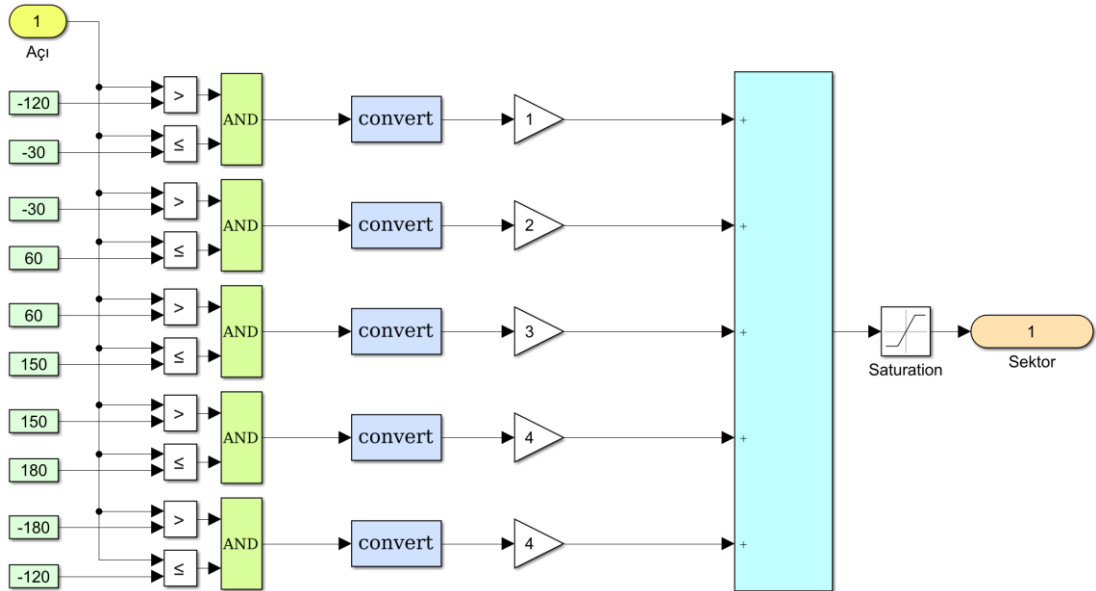 1
Açı
-120
>
AND
convert
1
+
-30
≤
-30
>
AND
convert
2
+
60
≤
60
>
AND
convert
3
+
150
≤
Saturation
1
Sektor
150
>
AND
convert
4
+
180
≤
-180
>
AND
convert
4
+
-120
≤